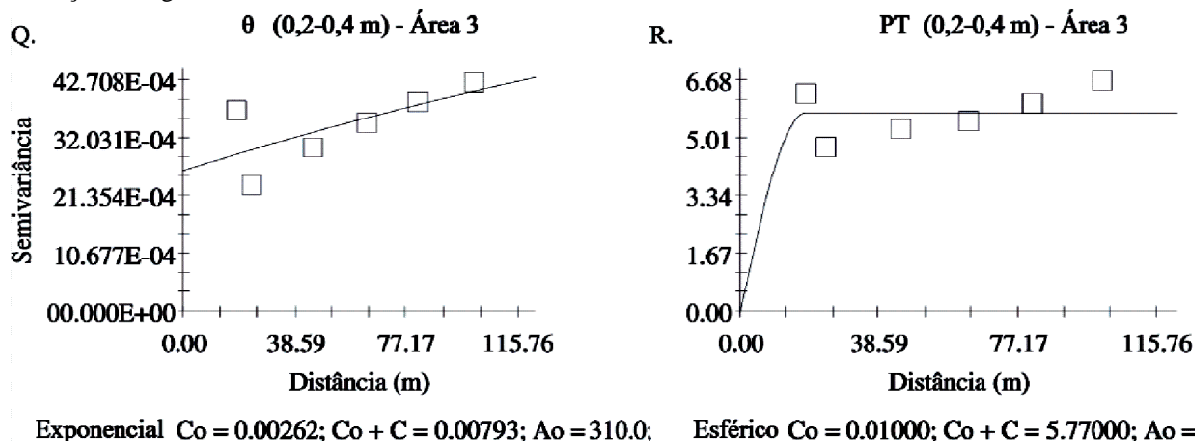 Q.
θ (0,2-0,4 m) - Área 3
Semivariância
42.708E-04
32.031E-04
21.354E-04
10.677E-04
00.000E+00
0.00 38.59 77.17 115.76
Distância (m)
Exponencial Co = 0.00262; Co + C = 0.00793; Ao = 310.0;
R.
PT (0,2-0,4 m) - Área 3
6.68
5.01
3.34
1.67
0.00
0.00 38.59 77.17 115.76
Distância (m)
Esférico Co = 0.01000; Co + C = 5.77000; Ao =